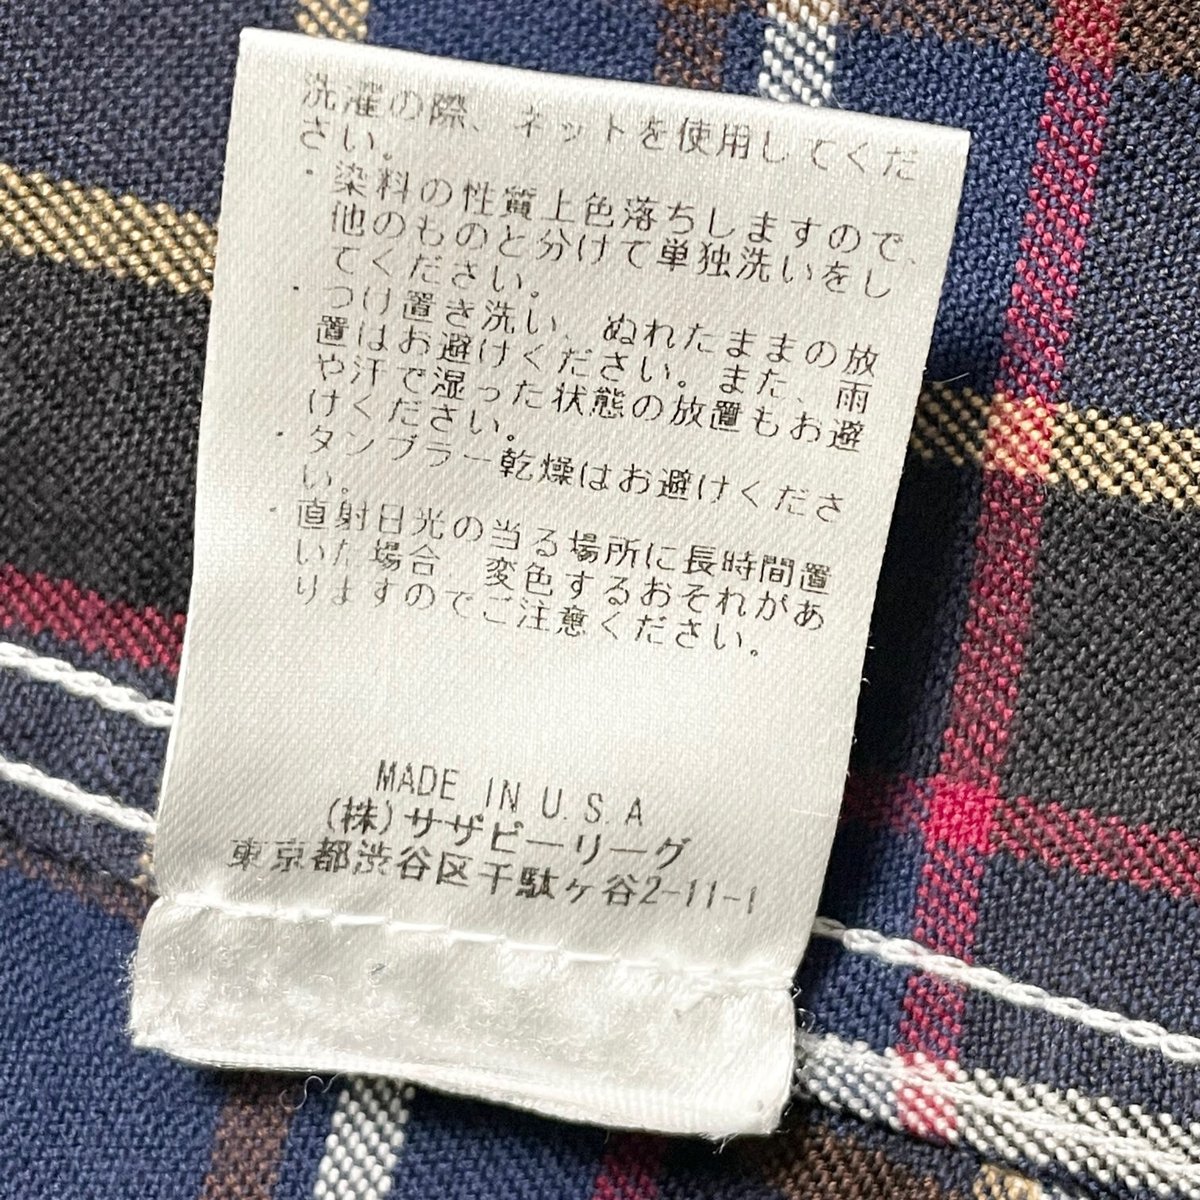 洗濯の際、ネットを使用してくだ
さい。
・染料の性質上色落ちしますので、
他のものと分けて単独洗いをし
てください。
・つけ置き洗い、ぬれたままの放
置はお避けください。また、雨
や汗で湿った状態の放置もお避
けください。
・タンブラー乾燥はお避けくださ
い。
・直射日光の当る場所に長時間置
いた場合、変色するおそれがあ
りますのでご注意ください。
MADE IN U.S.A
(株)サザビーリーグ
東京都渋谷区千駄ヶ谷2-11-1